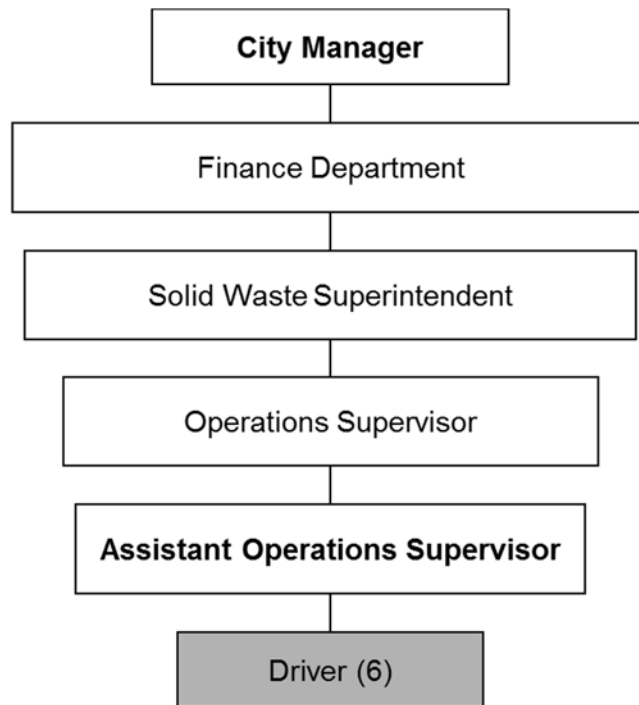 City Manager
Finance Department
Solid Waste Superintendent
Operations Supervisor
Assistant Operations Supervisor
Driver (6)